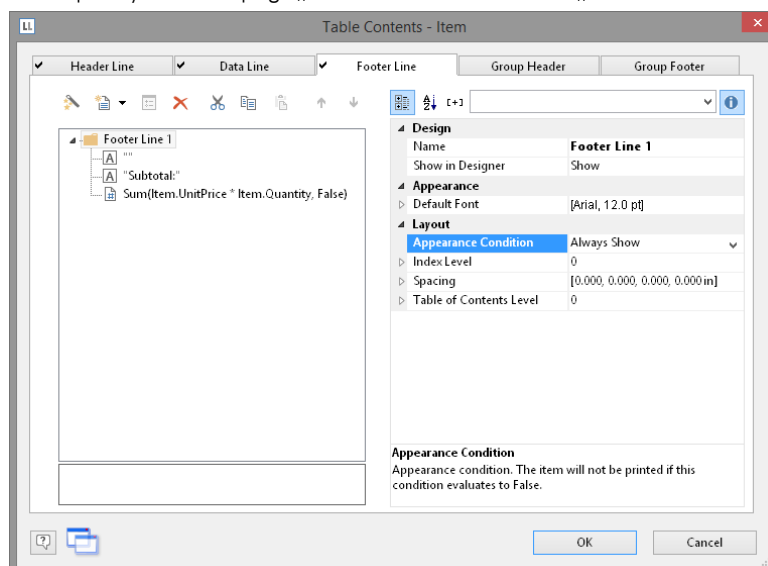 LL
Table Contents - Item
Header Line
Data Line
Footer Line
Group Header
Group Footer
Footer Line 1
""
"Subtotal:"
Sum(Item.UnitPrice * Item.Quantity, False)
Design
Name Footer Line 1
Show in Designer Show
Appearance
Default Font [Arial, 12.0 pt]
Layout
Appearance Condition Always Show
Index Level 0
Spacing [0.000, 0.000, 0.000, 0.000 in]
Table of Contents Level 0
Appearance Condition
Appearance condition. The item will not be printed if this
condition evaluates to False.
OK
Cancel